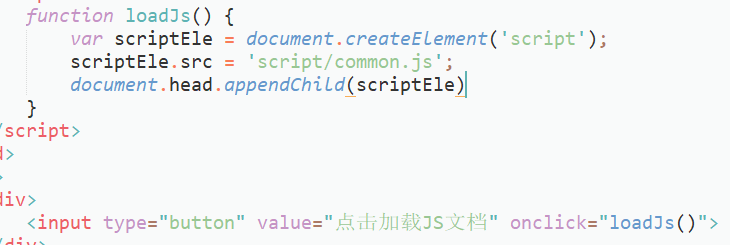 function loadJs() {
var scriptEle = document.createElement('script');
scriptEle.src = 'script/common.js';
document.head.appendChild(scriptEle)
}
/script>
d>
>
div>
<input type="button" value="点击加载JS文档" onclick="loadJs()">
/div>